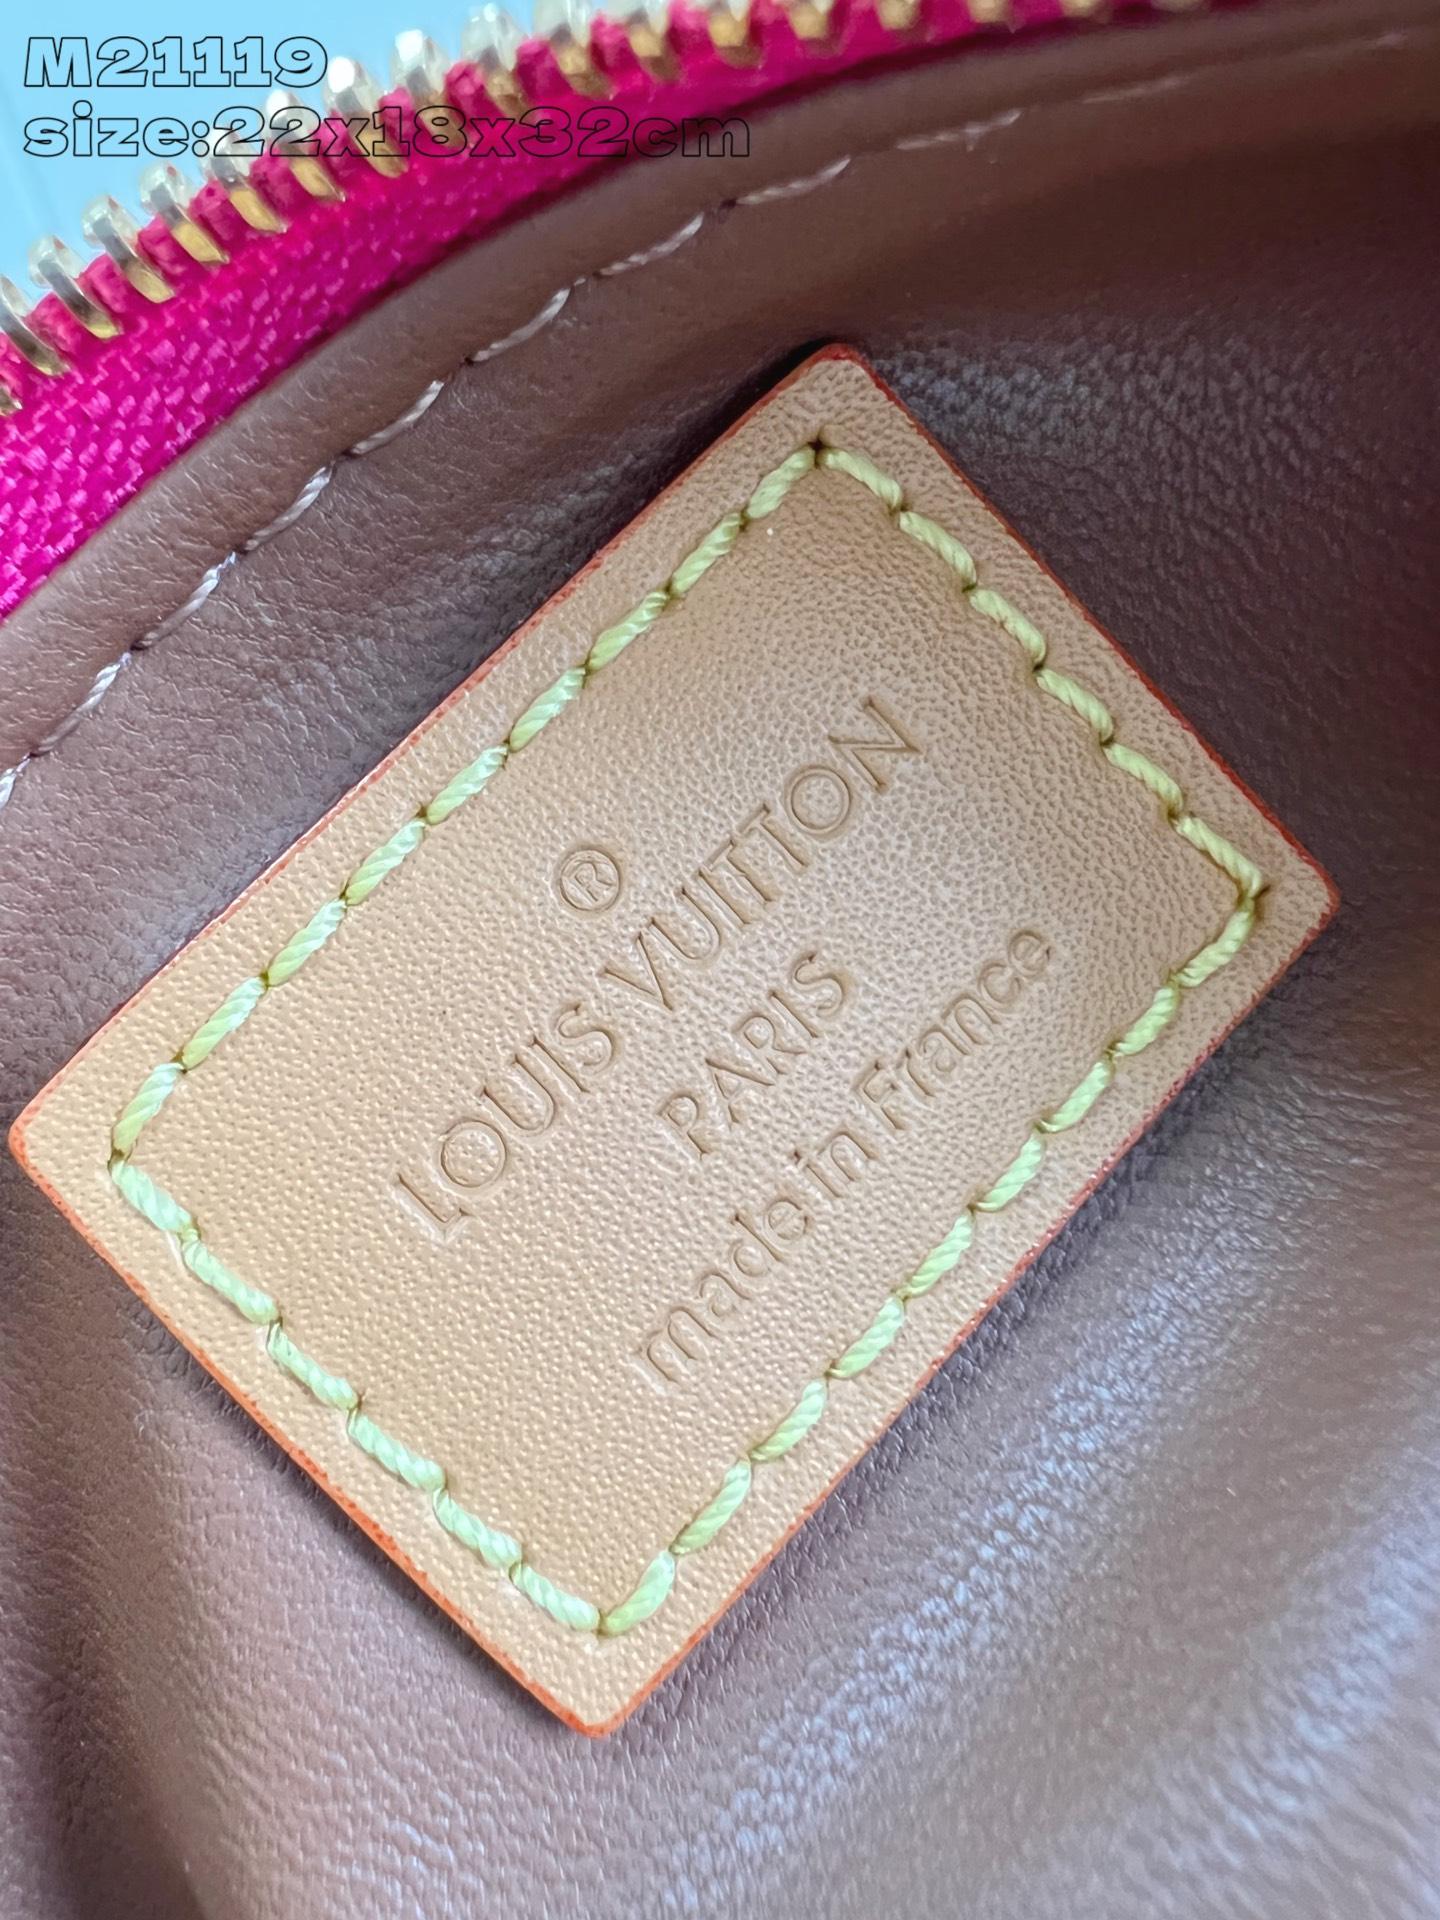 M21119
size:22x18x32cm
®
LOUIS VUITTON
PARIS
made in France